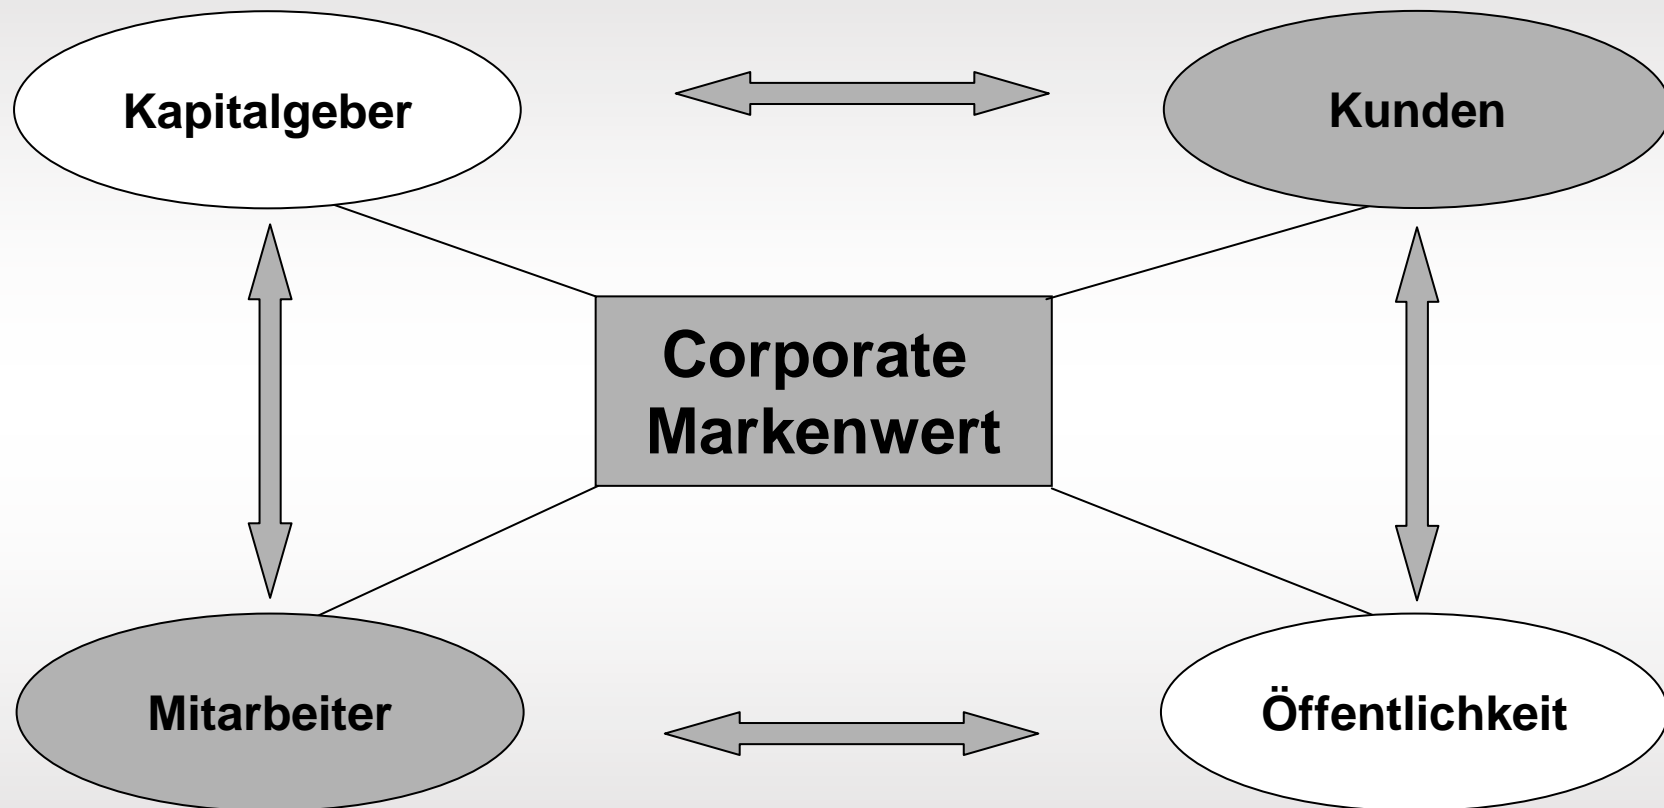 Kapitalgeber
Kunden
Corporate
Markenwert
Mitarbeiter
Öffentlichkeit